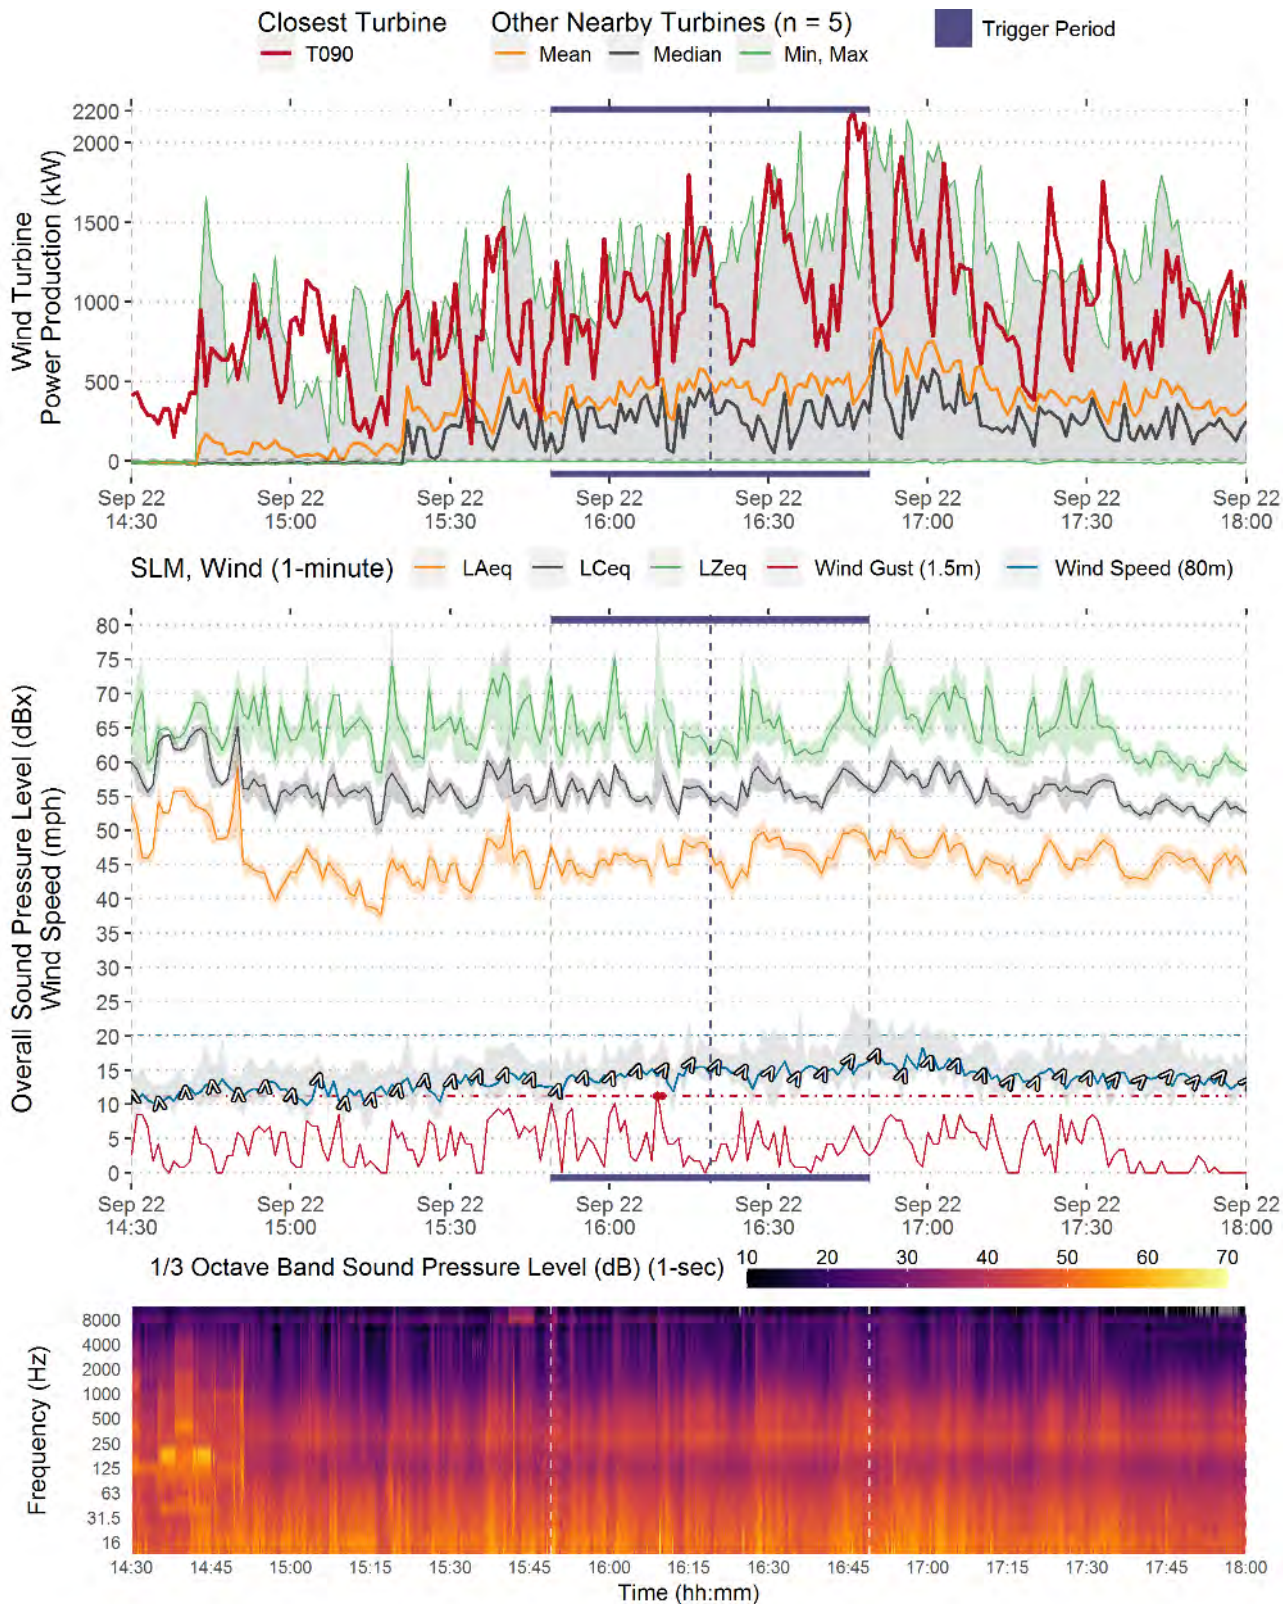 Closest Turbine
Other Nearby Turbines (n = 5)
Trigger Period
T090
Mean
Median
Min, Max
Wind Turbine
Power Production (kW)
2200
2000
1500
1000
500
0
Sep 22 Sep 22 Sep 22 Sep 22 Sep 22 Sep 22 Sep 22 Sep 22
14:30 15:00 15:30 16:00 16:30 17:00 17:30 18:00
SLM, Wind (1-minute)
LAeq
LCeq
LZeq
Wind Gust (1.5m)
Wind Speed (80m)
Overall Sound Pressure Level (dBx)
Wind Speed (mph)
80
75
70
65
60
55
50
45
40
35
30
25
20
15
10
5
0
Sep 22 Sep 22 Sep 22 Sep 22 Sep 22 Sep 22 Sep 22 Sep 22
14:30 15:00 15:30 16:00 16:30 17:00 17:30 18:00
1/3 Octave Band Sound Pressure Level (dB) (1-sec)
10 20 30 40 50 60 70
Frequency (Hz)
8000
4000
2000
1000
500
250
125
63
31.5
16
14:30 14:45 15:00 15:15 15:30 15:45 16:00 16:15 16:30 16:45 17:00 17:15 17:30 17:45 18:00
Time (hh:mm)